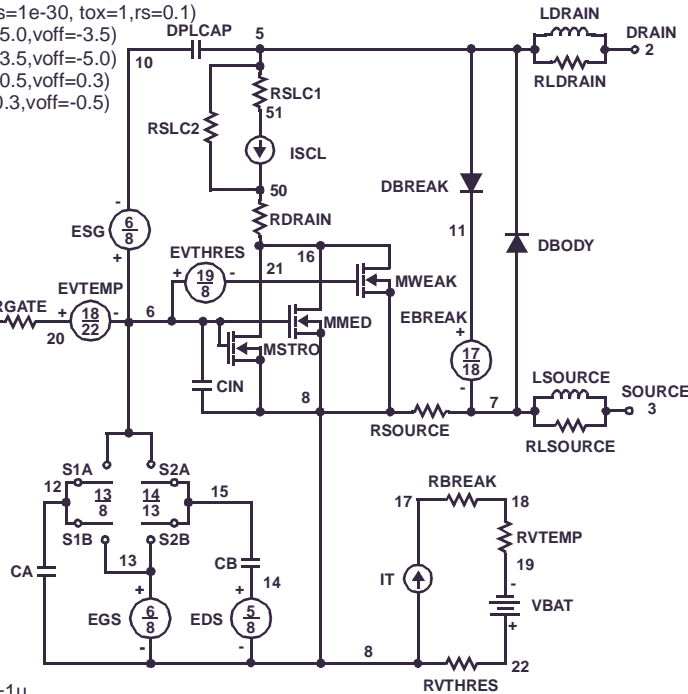 s=1e-30, tox=1,rs=0.1)
5.0,voff=-3.5)
3.5,voff=-5.0)
0.5,voff=0.3)
0.3,voff=-0.5)
DPLCAP
5
10
LDRAIN
DRAIN
2
RLDRAIN
RSLC1
51
RSLC2
ISCL
50
RDRAIN
DBREAK
11
DBODY
-
ESG
6
8
+
EVTHRES
+
19
8
-
21
16
MWEAK
EVTEMP
RGATE
+
18
22
-
20
6
MMED
MSTRO
EBREAK
+
17
18
-
CIN
8
RSOURCE
7
LSOURCE
SOURCE
3
RLSOURCE
S1A
S2A
12
13
8
14
13
15
S1B
S2B
13
CA
CB
14
+
EGS
6
8
-
+
EDS
5
8
-
RBREAK
17
18
RVTEMP
19
IT
-
VBAT
+
8
22
RVTHRES
-1u